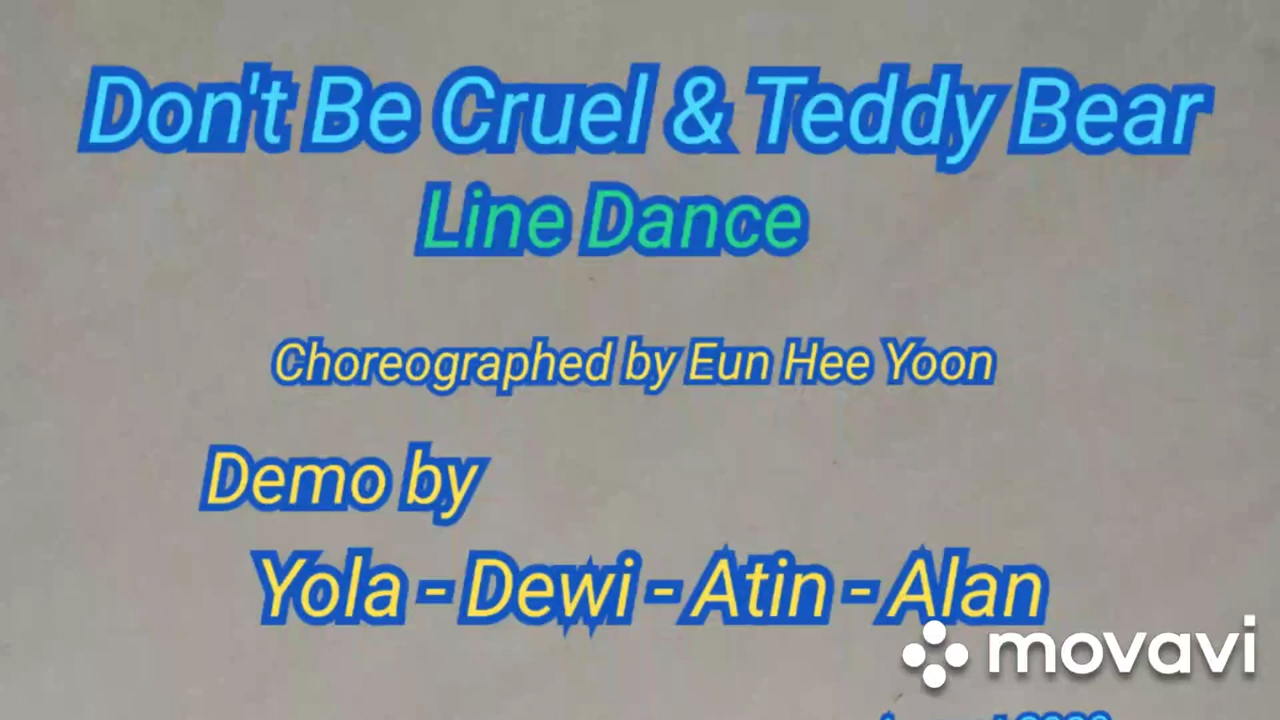 Don't Be Cruel & Teddy Bear
Line Dance
Choreographed by Eun Hee Yoon
Demo by
Yola - Dewi - Atin - Alan
movavi